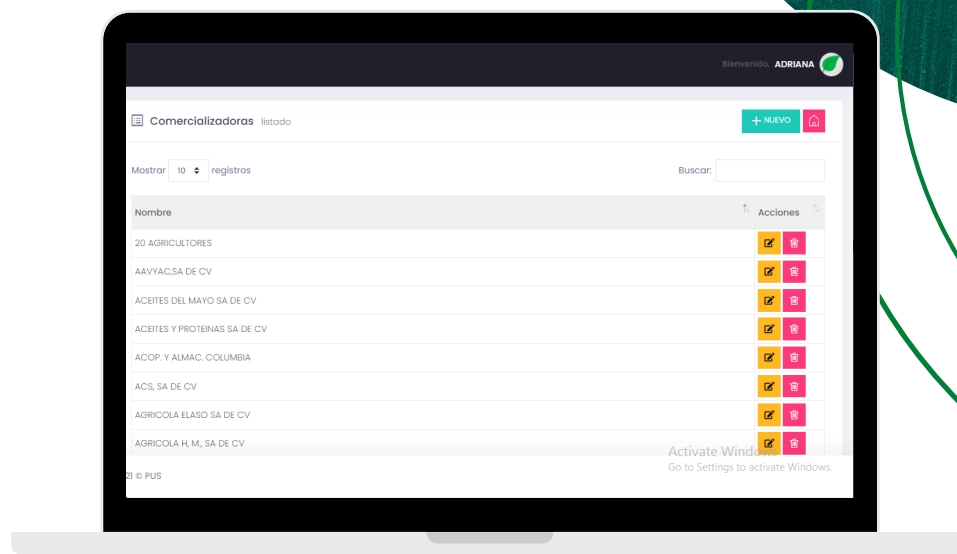 Bienvenido, ADRIANA
Comercializadoras listado
+ NUEVO
Mostrar 10 registros
Buscar:
Nombre
Acciones
20 AGRICULTORES
AAVYAC,SA DE CV
ACEITES DEL MAYO SA DE CV
ACEITES Y PROTEINAS SA DE CV
ACOP. Y ALMAC. COLUMBIA
ACS, SA DE CV
AGRICOLA ELASO SA DE CV
AGRICOLA H, M., SA DE CV
Activate Windows
Go to Settings to activate Windows.
21 © PUS